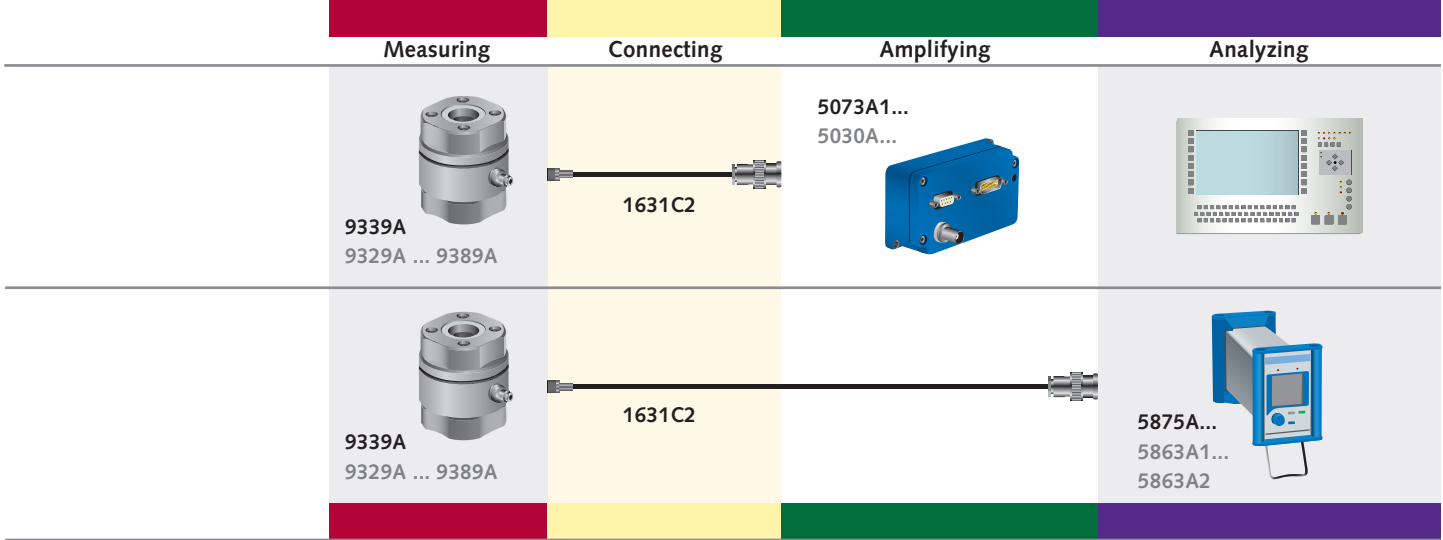 Measuring Connecting Amplifying Analyzing
5073A1...
5030A...
1631C2
9339A
9329A ... 9389A
1631C2
9339A
9329A ... 9389A
5875A...
5863A1...
5863A2